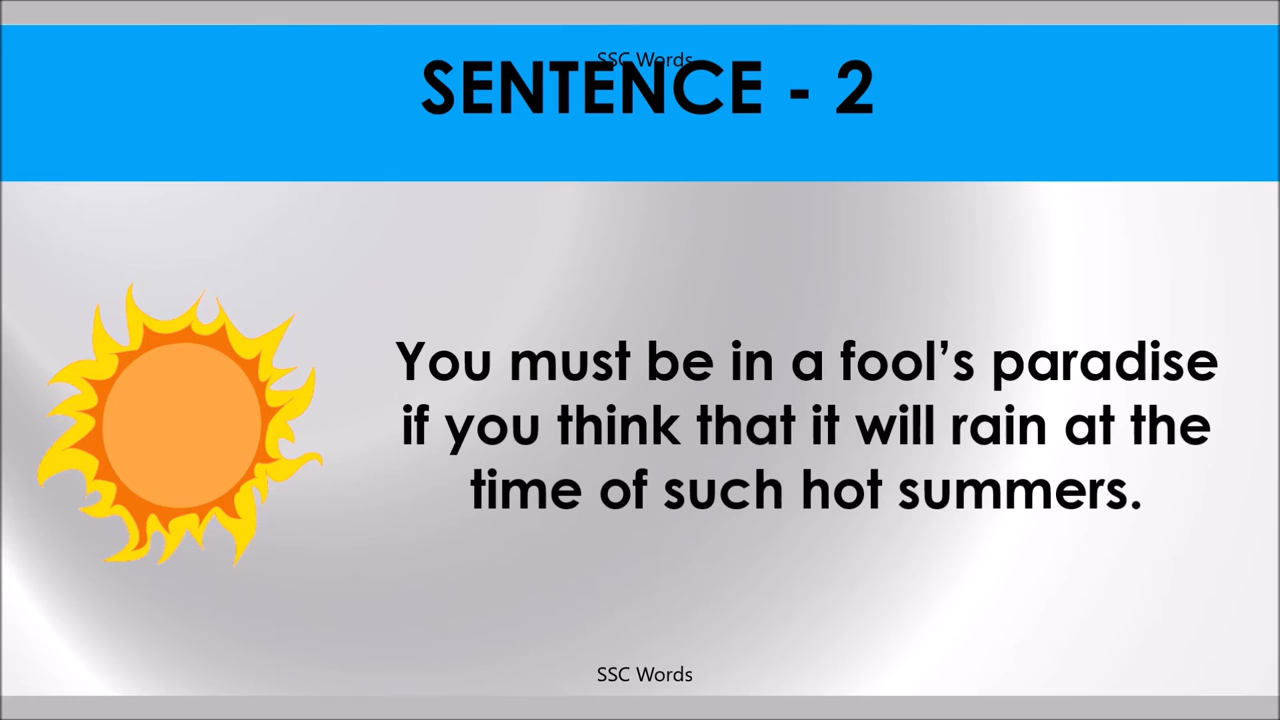 SSC Words
SENTENCE - 2
You must be in a fool’s paradise
if you think that it will rain at the
time of such hot summers.
SSC Words